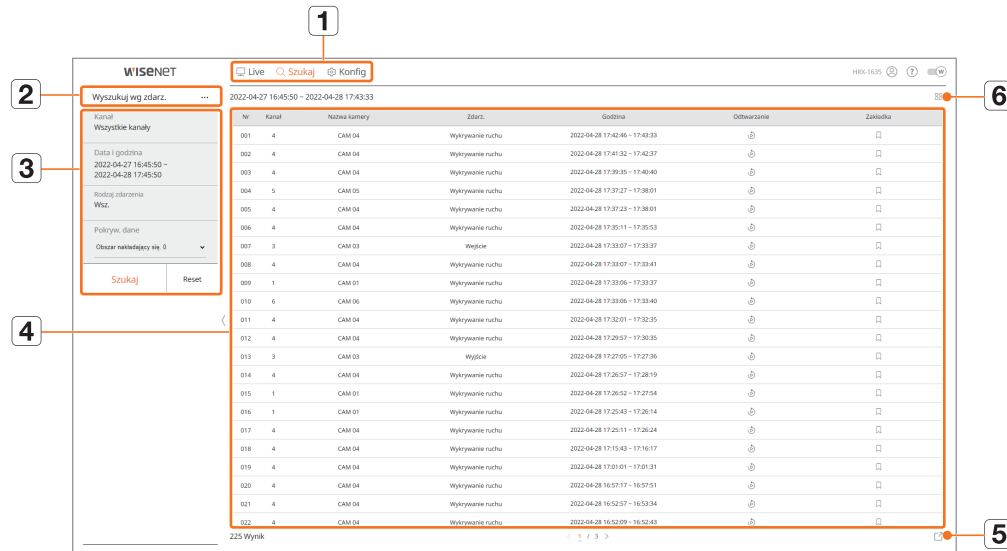 1
WISENET
Live Szukaj Konfig
HRX-1635 ? W
2
Wyszukuj wg zdarz. ...
2022-04-27 16:45:50 ~ 2022-04-28 17:43:33
6
3
Kanał
Wszystkie kanały
Data i godzina
2022-04-27 16:45:50 ~
2022-04-28 17:45:50
Rodzaj zdarzenia
Wsz.
Pokryw. dane
Obszar nakładający się. 0
Szukaj Reset
4
Nr Kanał Nazwa kamery Zdarz. Godzina Odtwarzanie Zakładka
001 4 CAM 04 Wykrywanie ruchu 2022-04-28 17:42:46 ~ 17:43:33
002 4 CAM 04 Wykrywanie ruchu 2022-04-28 17:41:32 ~ 17:42:37
003 4 CAM 04 Wykrywanie ruchu 2022-04-28 17:39:35 ~ 17:40:40
004 5 CAM 05 Wykrywanie ruchu 2022-04-28 17:37:27 ~ 17:38:01
005 4 CAM 04 Wykrywanie ruchu 2022-04-28 17:37:23 ~ 17:38:01
006 4 CAM 04 Wykrywanie ruchu 2022-04-28 17:35:11 ~ 17:35:53
007 3 CAM 03 Wejście 2022-04-28 17:33:07 ~ 17:33:37
008 4 CAM 04 Wykrywanie ruchu 2022-04-28 17:33:07 ~ 17:33:41
009 1 CAM 01 Wykrywanie ruchu 2022-04-28 17:33:06 ~ 17:33:37
010 6 CAM 06 Wykrywanie ruchu 2022-04-28 17:33:06 ~ 17:33:40
011 4 CAM 04 Wykrywanie ruchu 2022-04-28 17:32:01 ~ 17:32:35
012 4 CAM 04 Wykrywanie ruchu 2022-04-28 17:29:57 ~ 17:30:35
013 3 CAM 03 Wyjście 2022-04-28 17:27:05 ~ 17:27:36
014 4 CAM 04 Wykrywanie ruchu 2022-04-28 17:26:57 ~ 17:28:19
015 1 CAM 01 Wykrywanie ruchu 2022-04-28 17:26:52 ~ 17:27:54
016 1 CAM 01 Wykrywanie ruchu 2022-04-28 17:25:43 ~ 17:26:14
017 4 CAM 04 Wykrywanie ruchu 2022-04-28 17:25:11 ~ 17:26:24
018 4 CAM 04 Wykrywanie ruchu 2022-04-28 17:15:43 ~ 17:16:17
019 4 CAM 04 Wykrywanie ruchu 2022-04-28 17:01:01 ~ 17:01:31
020 4 CAM 04 Wykrywanie ruchu 2022-04-28 16:57:17 ~ 16:57:51
021 4 CAM 04 Wykrywanie ruchu 2022-04-28 16:52:57 ~ 16:53:34
022 4 CAM 04 Wykrywanie ruchu 2022-04-28 16:52:09 ~ 16:52:43
225 Wynik < 1 / 3 >
5